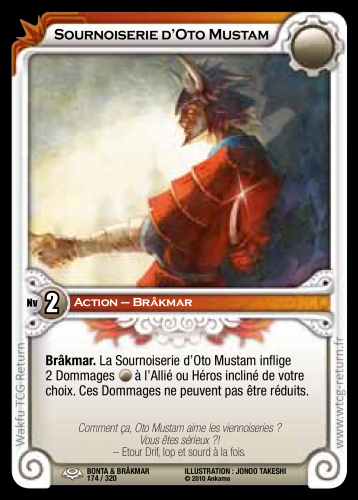 Sournoiserie d'Oto Mustam
Nv 2
Action – Brâkmar
Brâkmar. La Sournoiserie d'Oto Mustam inflige
2 Dommages à l'Allié ou Héros incliné de votre
choix. Ces Dommages ne peuvent pas être réduits.
Comment ça, Oto Mustam aime les viennoiseries ?
Vous êtes sérieux ?!
– Etour Drif, lop et sourd à la fois.
BONTA & BRÂKMAR
174 / 320
ILLUSTRATION : JONOO TAKESHI
© 2010 Ankama
Wakfu TCG Return
www.wtcg-return.fr